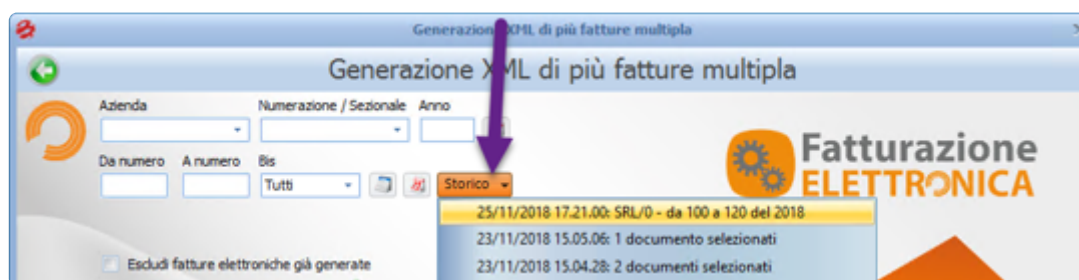 Generazione XML di più fatture multipla
Generazione XML di più fatture multipla
Azienda Numerazione / Sezionale Anno
Da numero A numero Bis
Tutti Storico
Fatturazione
ELETTRONICA
25/11/2018 17.21.00: SRL/0 - da 100 a 120 del 2018
23/11/2018 15.05.06: 1 documento selezionati
Escludi fatture elettroniche già generate
23/11/2018 15.04.28: 2 documenti selezionati